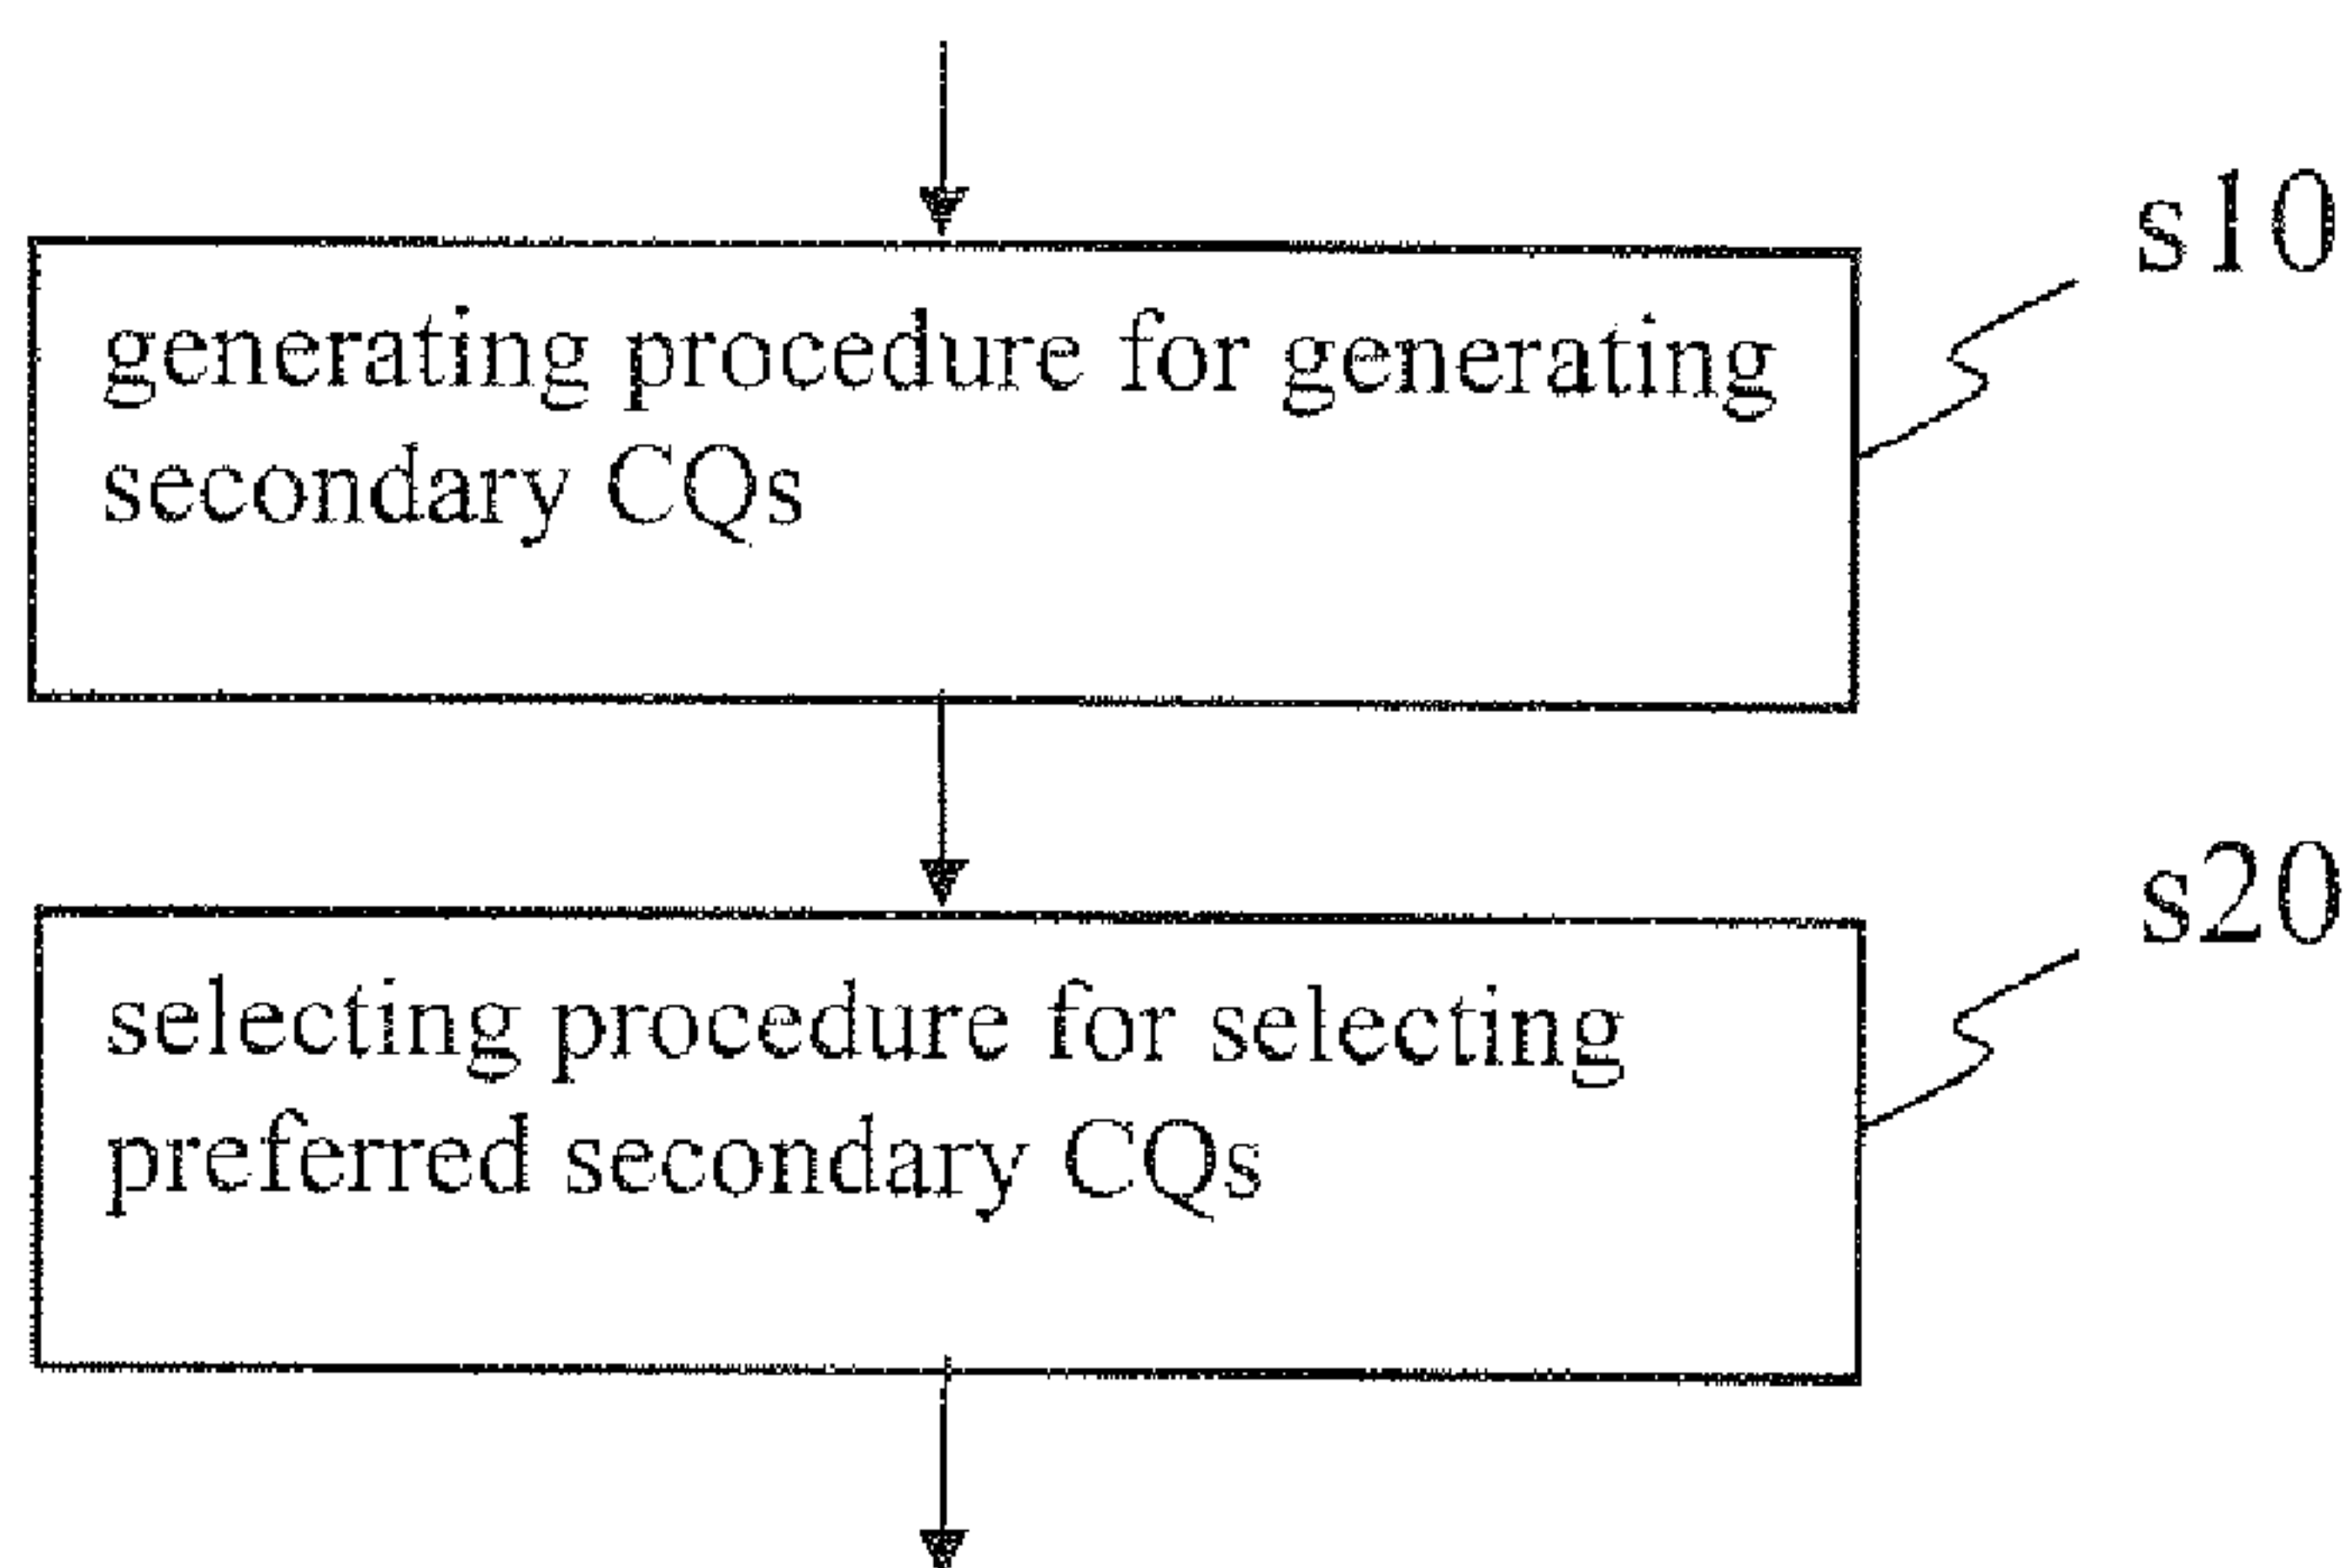 s10
generating procedure for generating
secondary CQs
s20
selecting procedure for selecting
preferred secondary CQs